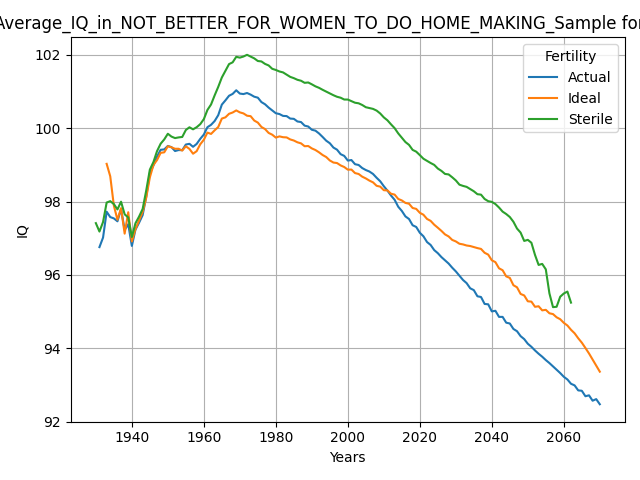 Average_IQ_in_NOT_BETTER_FOR_WOMEN_TO_DO_HOME_MAKING_Sample for
Fertility
Actual
Ideal
Sterile
102
100
98
96
94
92
IQ
1940
1960
1980
2000
2020
2040
2060
Years